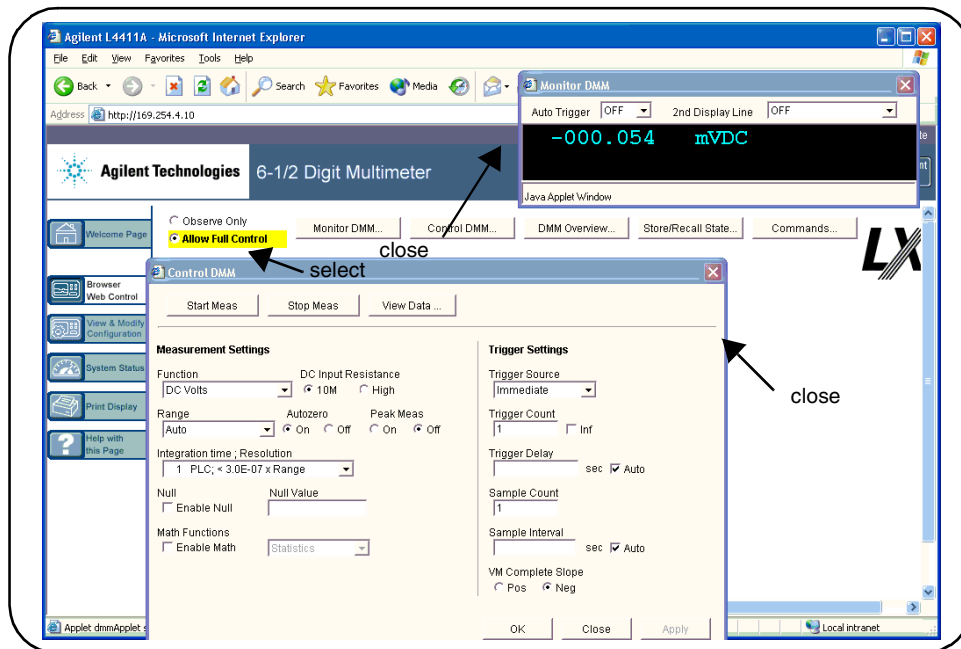 Agilent L4411A - Microsoft Internet Explorer
File Edit View Favorites Tools Help
Back Search Favorites Media
Address http://169.254.4.10
Monitor DMM
Auto Trigger OFF 2nd Display Line OFF
-000.054 mVDC
Java Applet Window
Agilent Technologies 6-1/2 Digit Multimeter
Welcome Page
Browser
Web Control
View & Modify
Configuration
System Status
Print Display
Help with
this Page
Observe Only
Allow Full Control
Monitor DMM... Control DMM... DMM Overview... Store/Recall State... Commands...
LX
close
select
Control DMM
Start Meas Stop Meas View Data ...
Measurement Settings
Function DC Input Resistance
DC Volts 10M High
Range Autozero Peak Meas
Auto On Off On Off
Integration time ; Resolution
1 PLC; < 3.0E-07 x Range
Null Null Value
Enable Null
Math Functions
Enable Math Statistics
Trigger Settings
Trigger Source
Immediate
Trigger Count
1 Inf
Trigger Delay
sec Auto
Sample Count
1
Sample Interval
sec Auto
VM Complete Slope
Pos Neg
OK Close Apply
close
Applet dmmApplet Local intranet